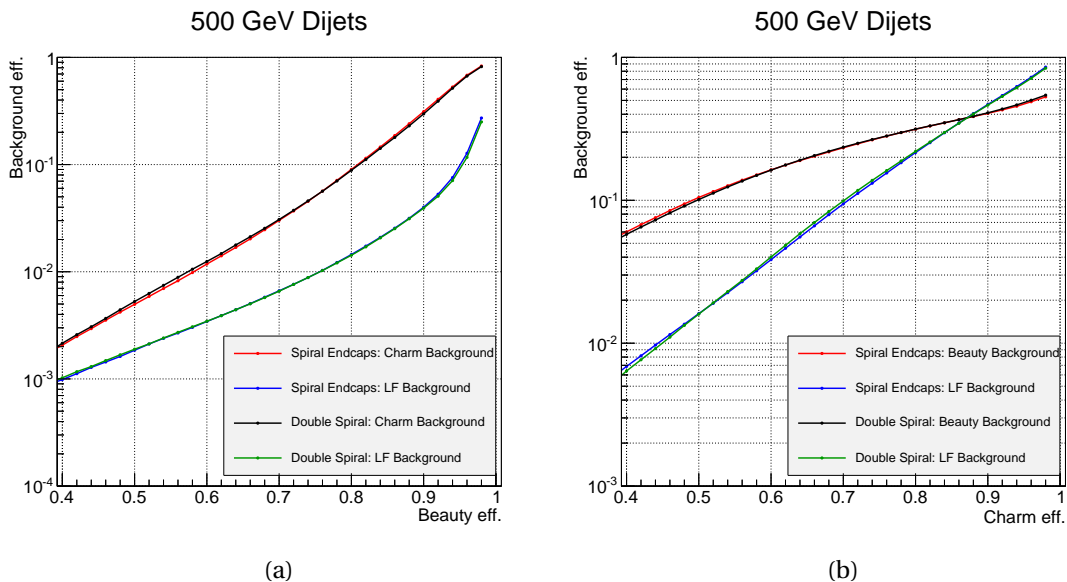 500 GeV Dijets
Background eff.
1
10-1
10-2
10-3
10-4
0.4 0.5 0.6 0.7 0.8 0.9 1
Beauty eff.
Spiral Endcaps: Charm Background
Spiral Endcaps: LF Background
Double Spiral: Charm Background
Double Spiral: LF Background
(a)
500 GeV Dijets
Background eff.
1
10-1
10-2
10-3
0.4 0.5 0.6 0.7 0.8 0.9 1
Charm eff.
Spiral Endcaps: Beauty Background
Spiral Endcaps: LF Background
Double Spiral: Beauty Background
Double Spiral: LF Background
(b)